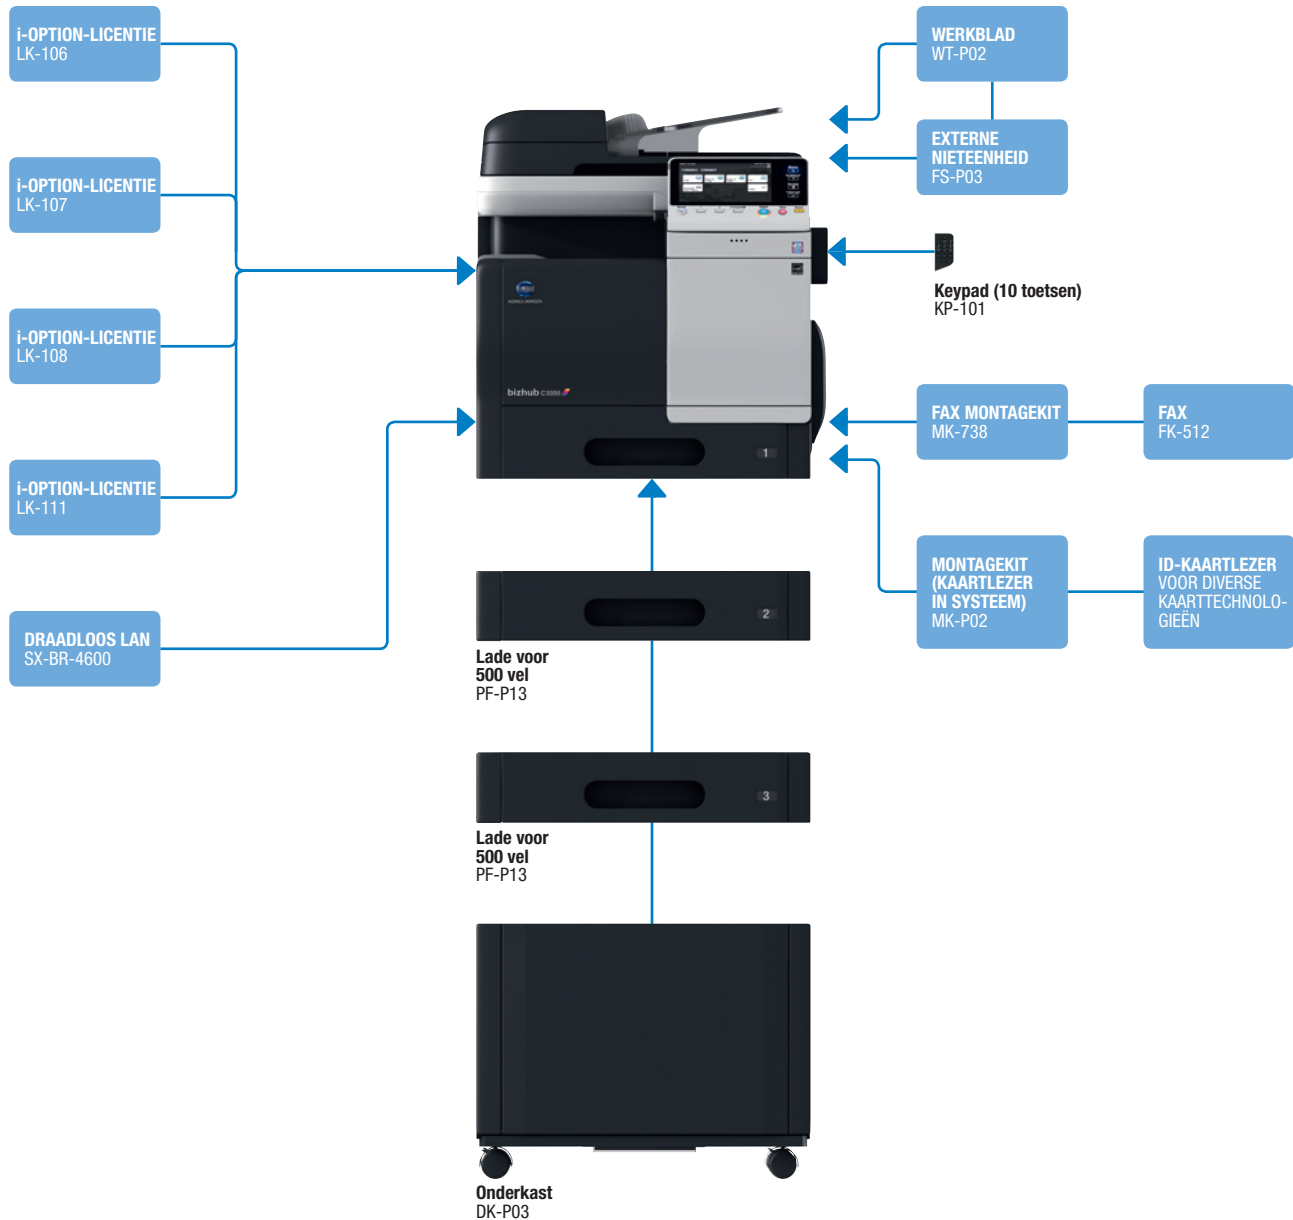 i-OPTION-LICENTIE
LK-106
i-OPTION-LICENTIE
LK-107
i-OPTION-LICENTIE
LK-108
i-OPTION-LICENTIE
LK-111
DRAADLOOS LAN
SX-BR-4600
WERKBLAD
WT-P02
EXTERNE
NIETEENHEID
FS-P03
Keypad (10 toetsen)
KP-101
FAX MONTAGEKIT
MK-738
FAX
FK-512
MONTAGEKIT
(KAARTLEZER
IN SYSTEEM)
MK-P02
ID-KAARTLEZER
VOOR DIVERSE
KAARTTECHNOLO-
GIEËN
KONICA MINOLTA
bizhub C3350
1
2
Lade voor
500 vel
PF-P13
3
Lade voor
500 vel
PF-P13
Onderkast
DK-P03